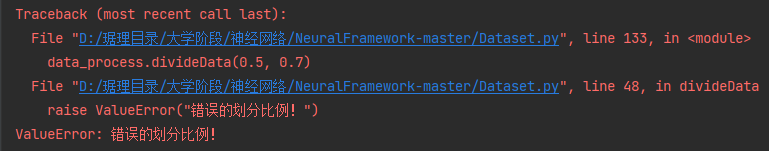 Traceback (most recent call last):
File "D:/琚理目录/大学阶段/神经网络/NeuralFramework-master/Dataset.py", line 133, in <module>
data_process.divideData(0.5, 0.7)
File "D:/琚理目录/大学阶段/神经网络/NeuralFramework-master/Dataset.py", line 48, in divideData
raise ValueError("错误的划分比例！")
ValueError: 错误的划分比例！